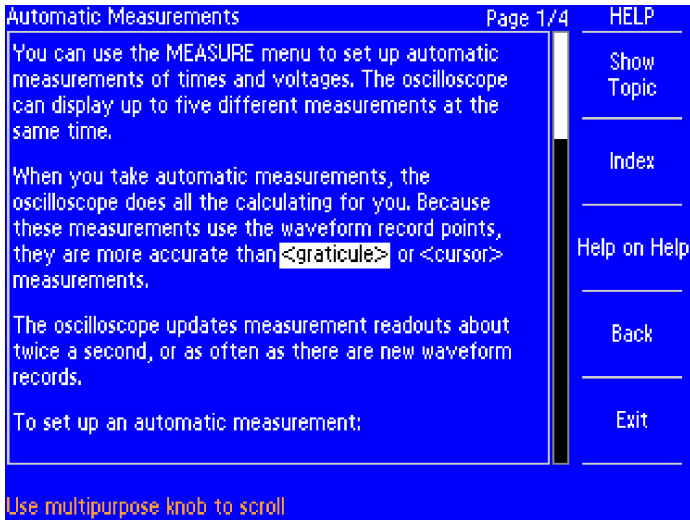 Automatic Measurements Page 1/4 HELP
You can use the MEASURE menu to set up automatic
measurements of times and voltages. The oscilloscope
can display up to five different measurements at the
same time.
When you take automatic measurements, the
oscilloscope does all the calculating for you. Because
these measurements use the waveform record points,
they are more accurate than <graticule> or <cursor>
measurements.
The oscilloscope updates measurement readouts about
twice a second, or as often as there are new waveform
records.
To set up an automatic measurement:
Show
Topic
Index
Help on Help
Back
Exit
Use multipurpose knob to scroll